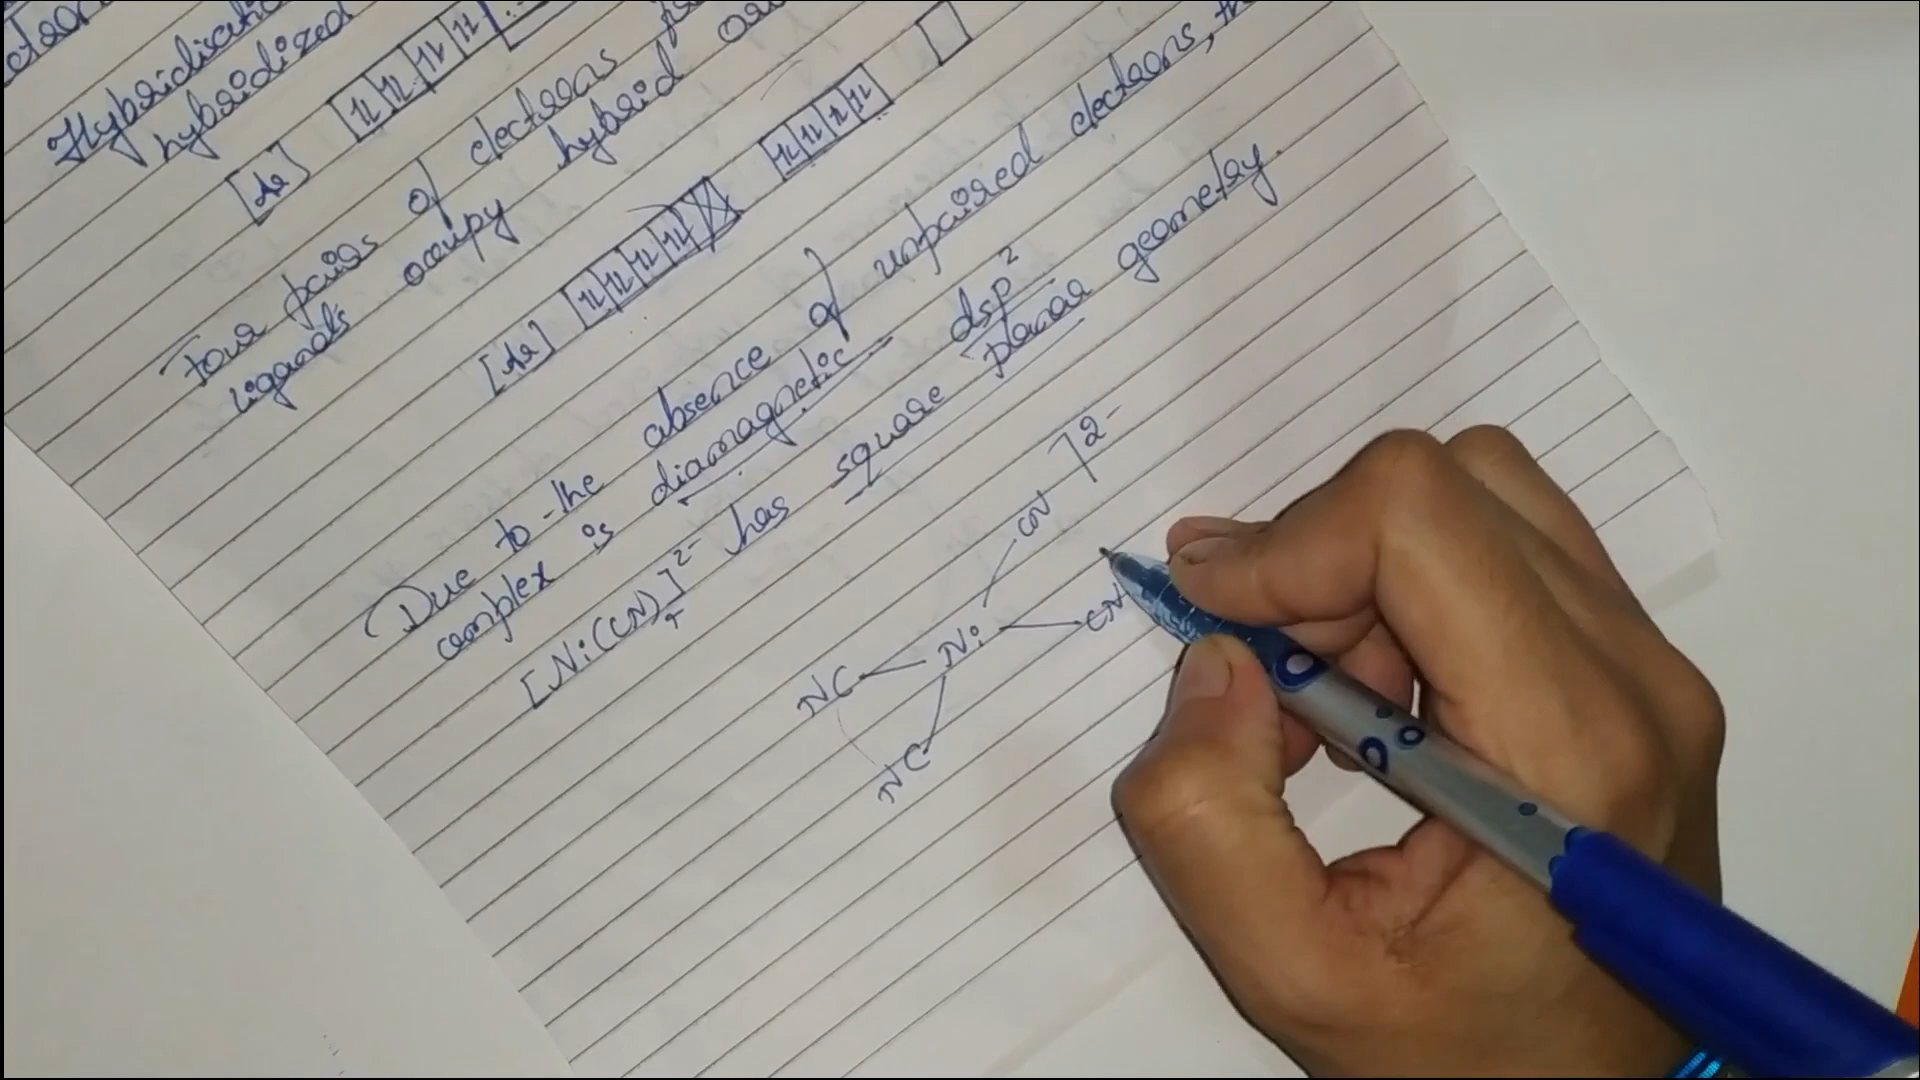 Hybridisati
hybridized
[Ar] 1L 1L 1L 1L
Four pairs of electrons
ligands occupy hybrid
[Ar] 1L 1L 1L 1L 1L 1L 1L 1L
Due to the absence of unpaired electrons, the
complex is diamagnetic dsp²
[Ni(CN)₄]²⁻ has square planar geometry.
CN ]²⁻
NC Ni CN
NC